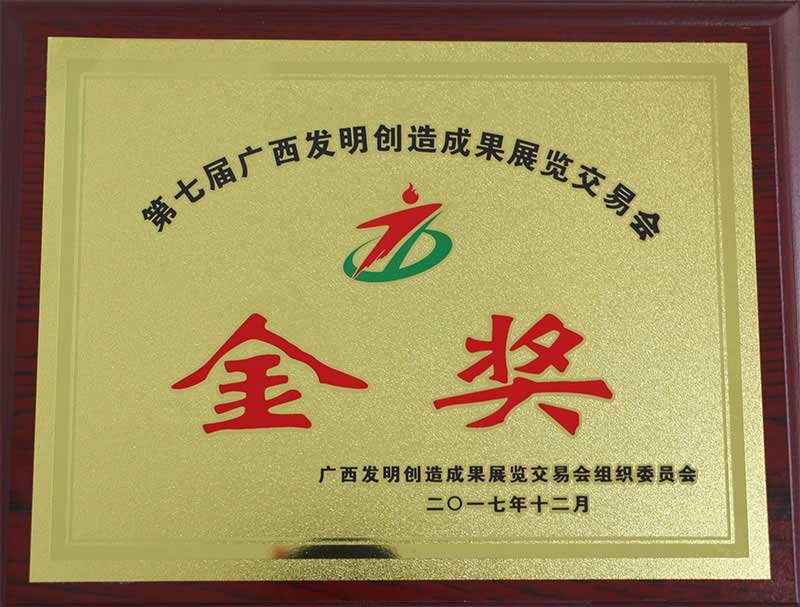 第七届广西发明创造成果展览交易会
金奖
广西发明创造成果展览交易会组织委员会
二〇一七年十二月